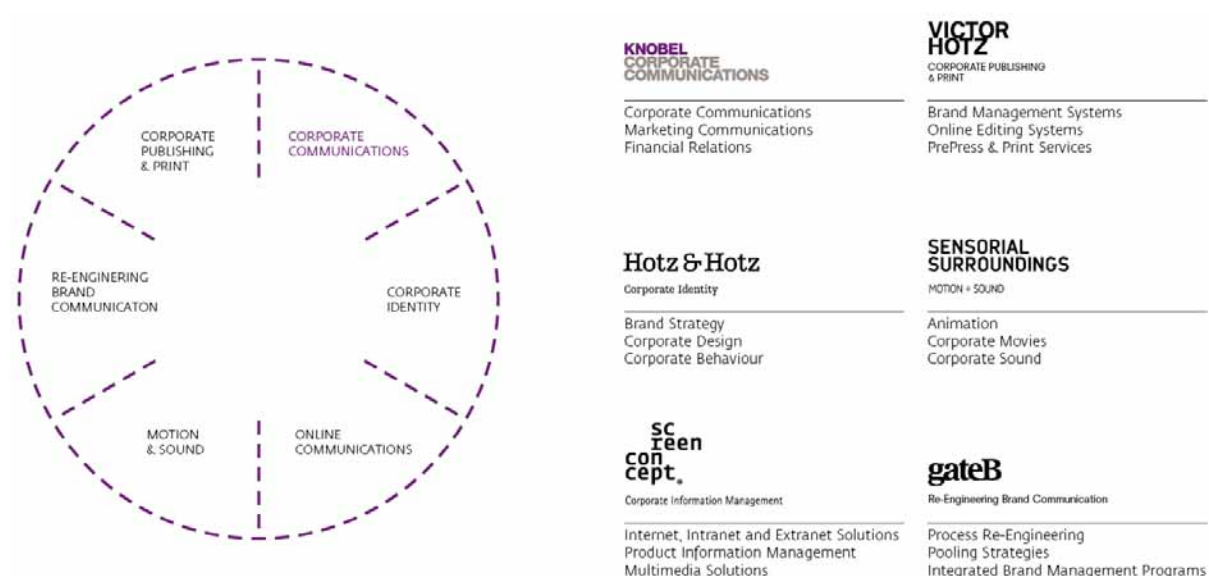 CORPORATE
PUBLISHING
& PRINT
CORPORATE
COMMUNICATIONS
RE-ENGINERING
BRAND
COMMUNICATON
CORPORATE
IDENTITY
MOTION
& SOUND
ONLINE
COMMUNICATIONS
KNOBEL
CORPORATE
COMMUNICATIONS
Corporate Communications
Marketing Communications
Financial Relations
VICTOR
HOTZ
CORPORATE PUBLISHING
& PRINT
Brand Management Systems
Online Editing Systems
PrePress & Print Services
Hotz & Hotz
Corporate Identity
Brand Strategy
Corporate Design
Corporate Behaviour
SENSORIAL
SURROUNDINGS
MOTION + SOUND
Animation
Corporate Movies
Corporate Sound
sc
reen
con
cept.
Corporate Information Management
Internet, Intranet and Extranet Solutions
Product Information Management
Multimedia Solutions
gateB
Re-Engineering Brand Communication
Process Re-Engineering
Pooling Strategies
Integrated Brand Management Programs